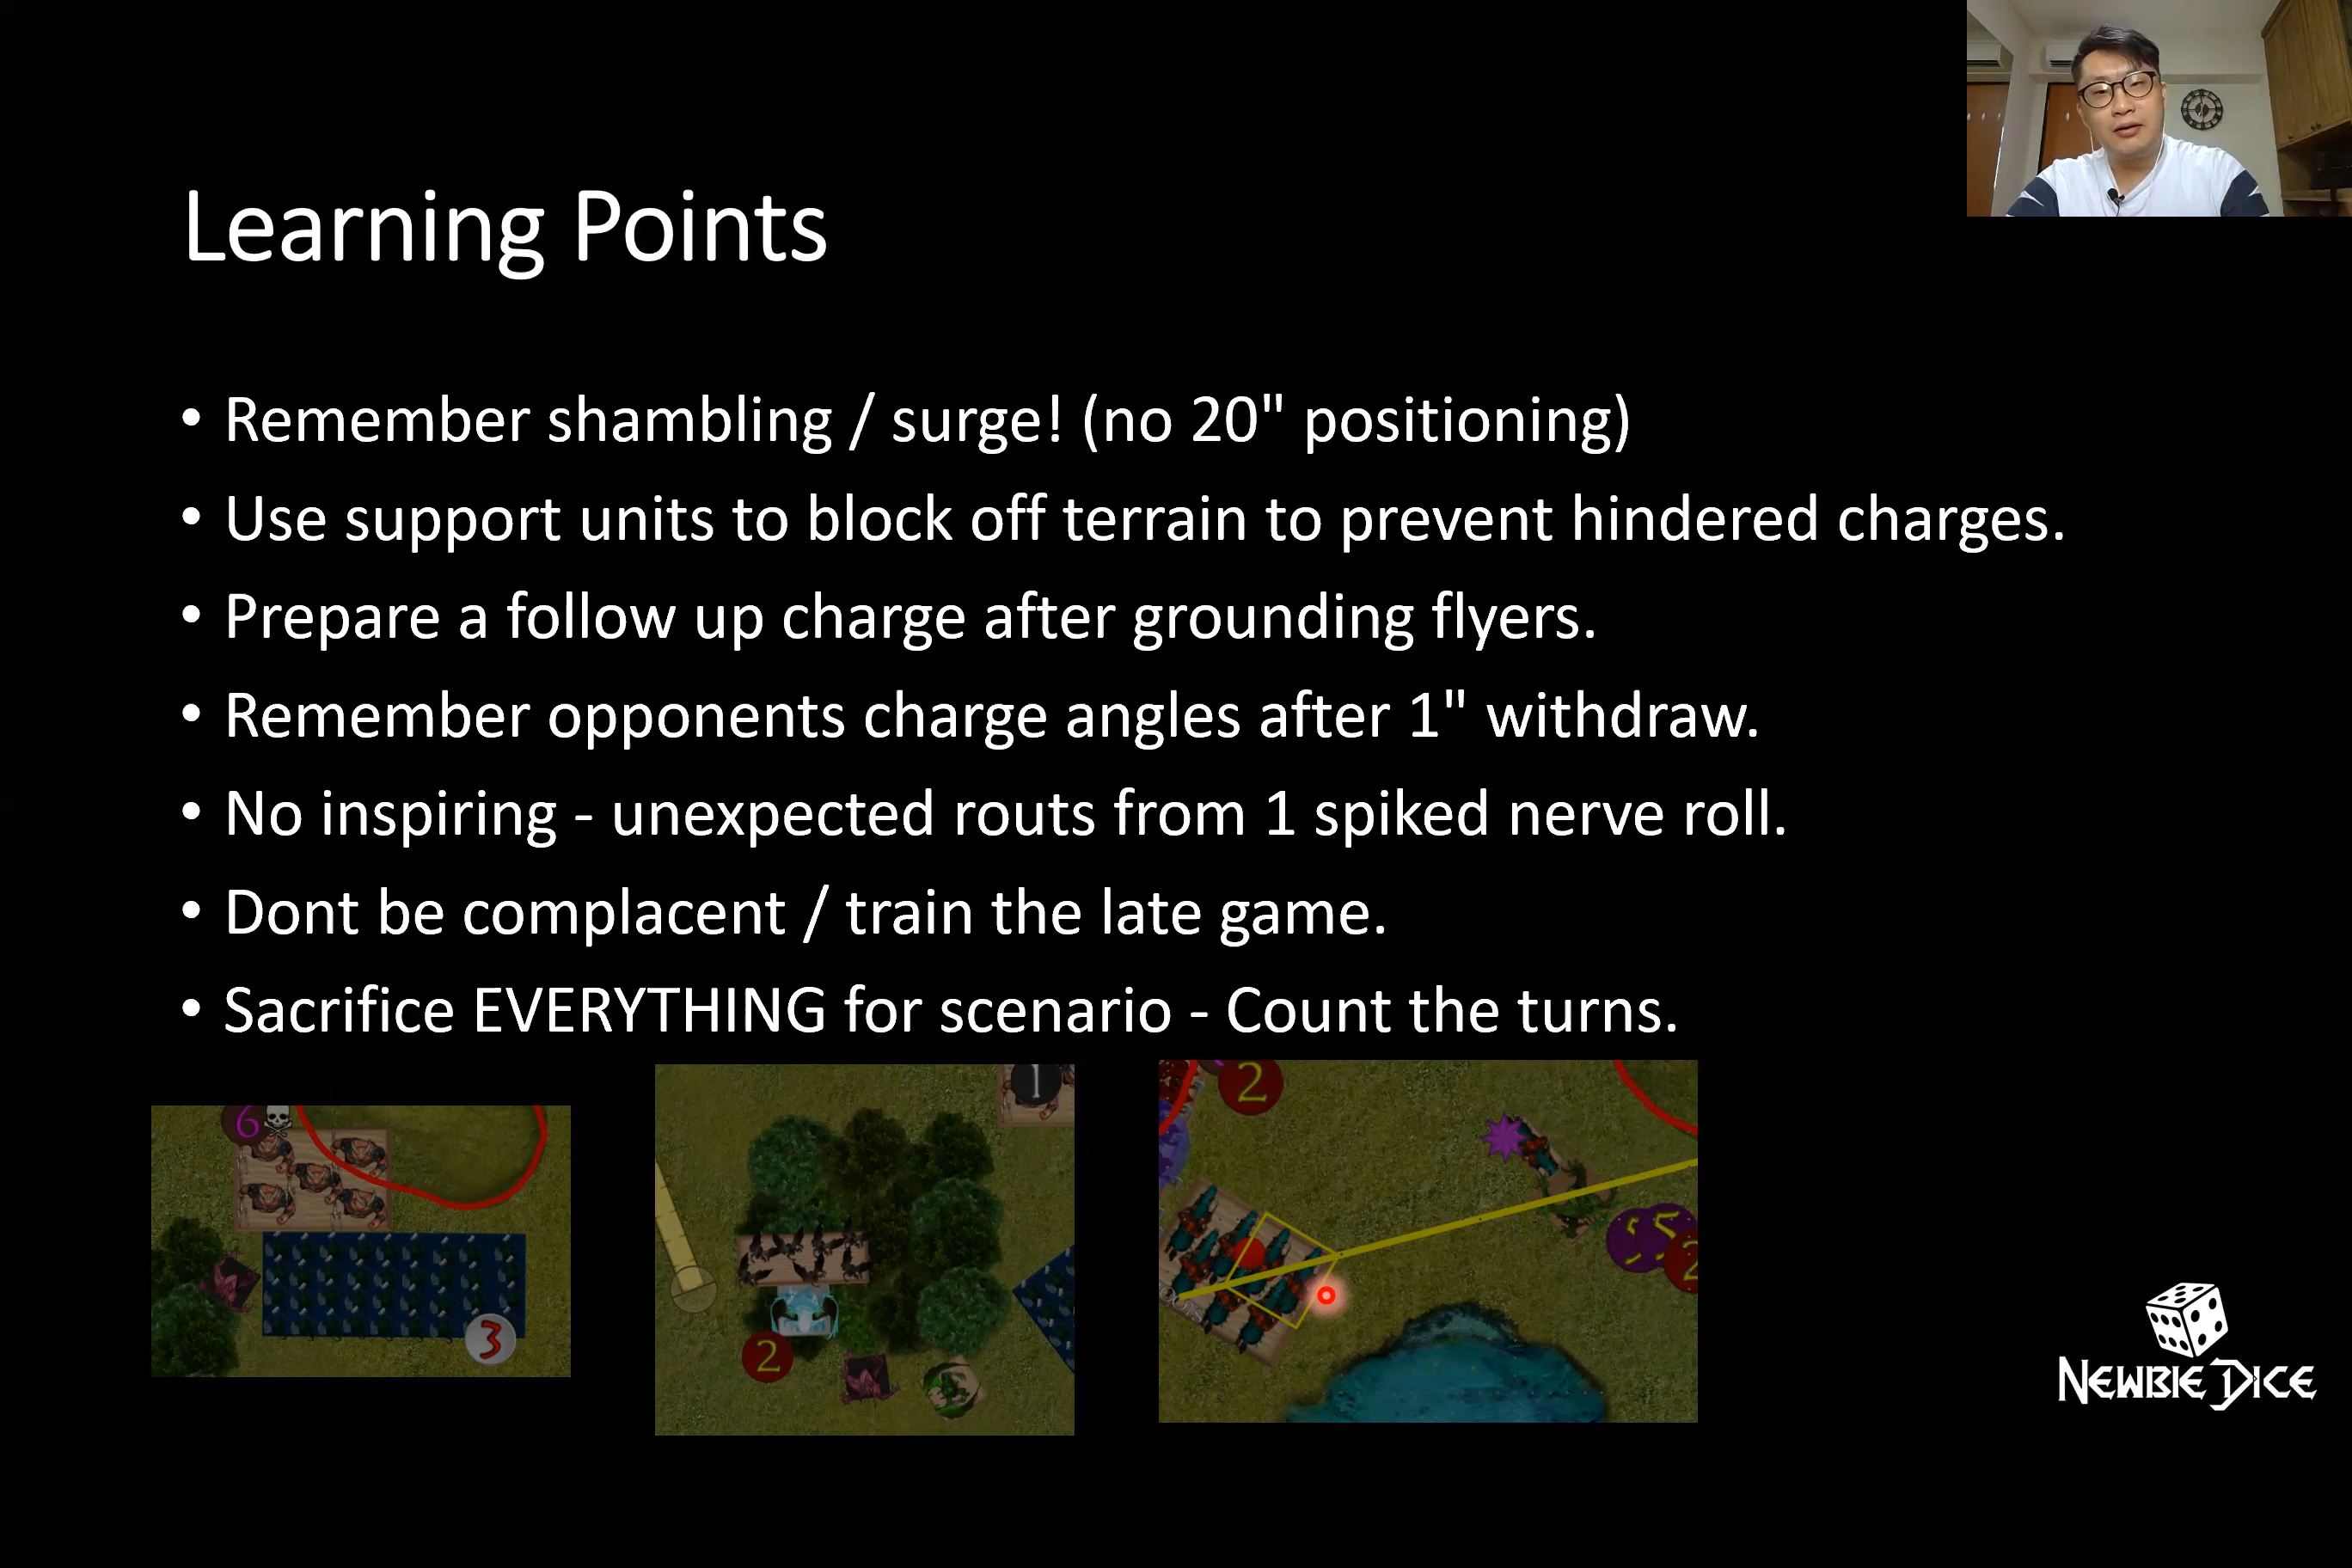 Learning Points
• Remember shambling / surge! (no 20" positioning)
• Use support units to block off terrain to prevent hindered charges.
• Prepare a follow up charge after grounding flyers.
• Remember opponents charge angles after 1" withdraw.
• No inspiring - unexpected routs from 1 spiked nerve roll.
• Dont be complacent / train the late game.
• Sacrifice EVERYTHING for scenario - Count the turns.
6
3
1
2
2
5
2
NEWBIE DICE